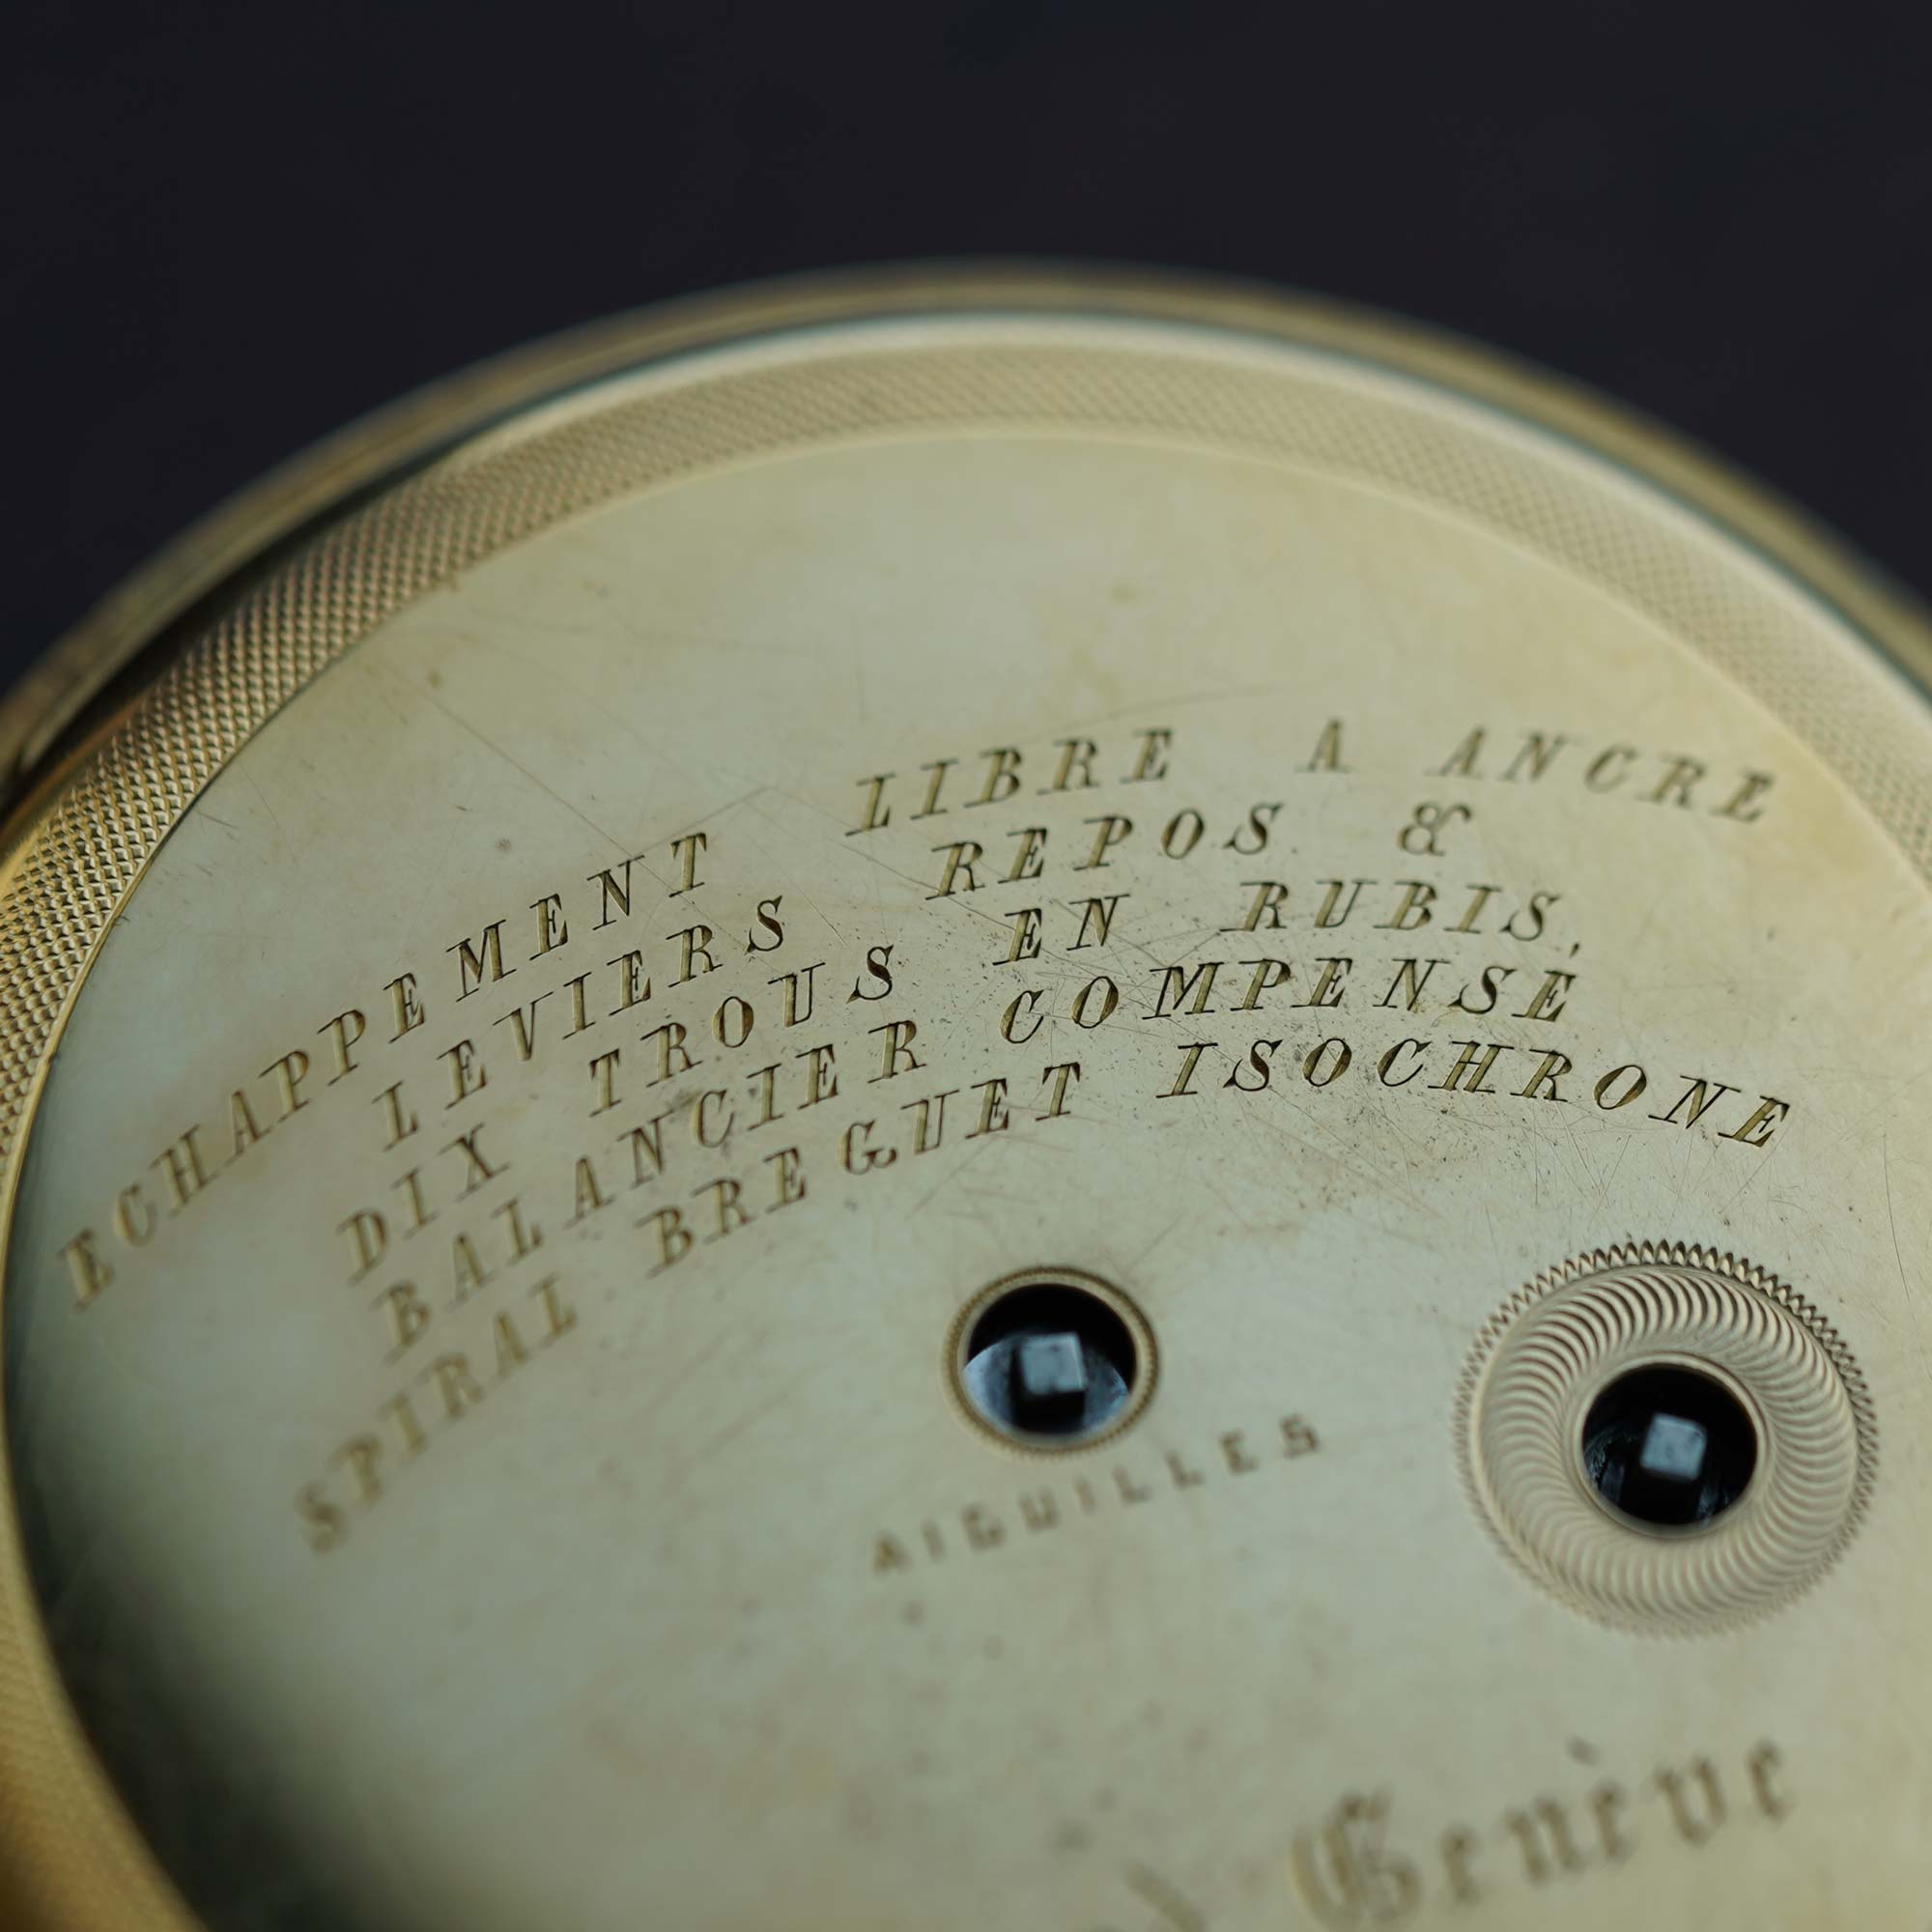 ECHAPPEMENT LIBRE A ANCRE
LEVIERS REPOS &
DIX TROUS EN RUBIS,
BALANCIER COMPENSÉ
SPIRAL BREGUET ISOCHRONE
AIGUILLES
Genève